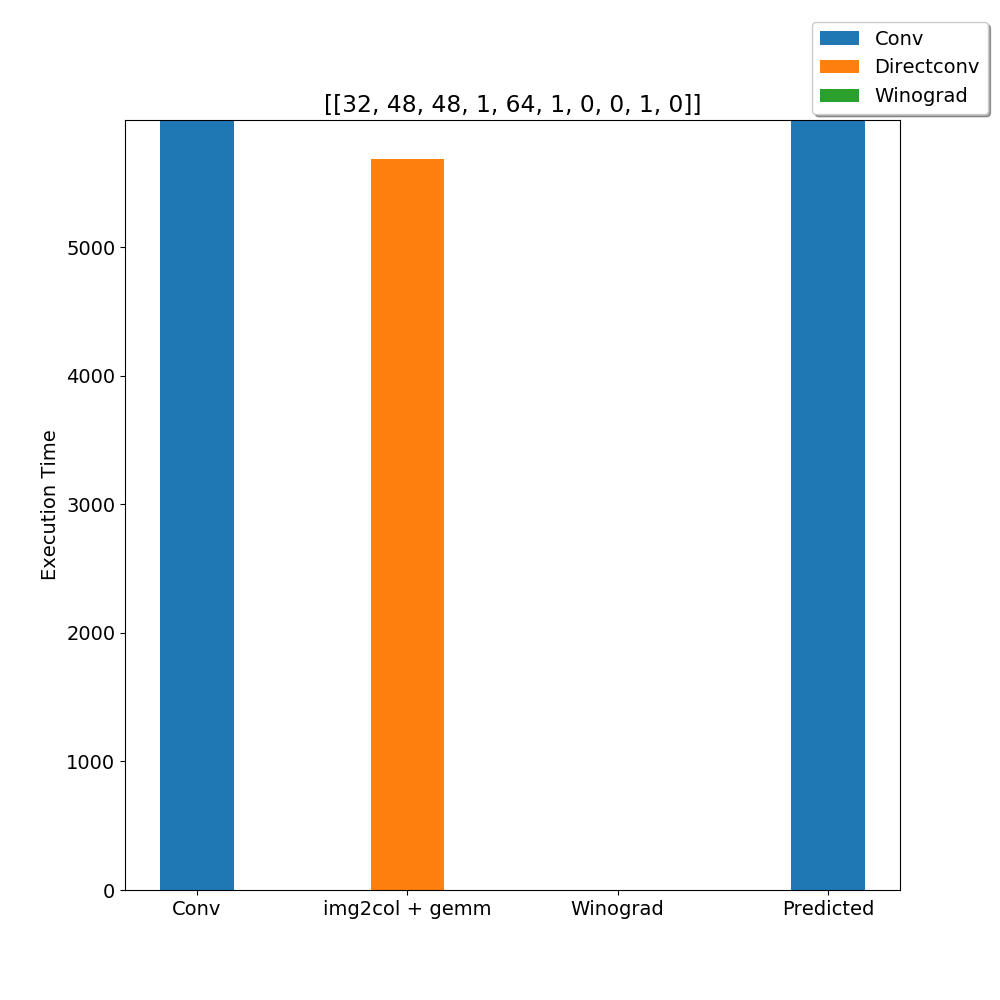 Conv
Directconv
Winograd
[[32, 48, 48, 1, 64, 1, 0, 0, 1, 0]]
5000
4000
3000
2000
1000
0
Execution Time
Conv
img2col + gemm
Winograd
Predicted